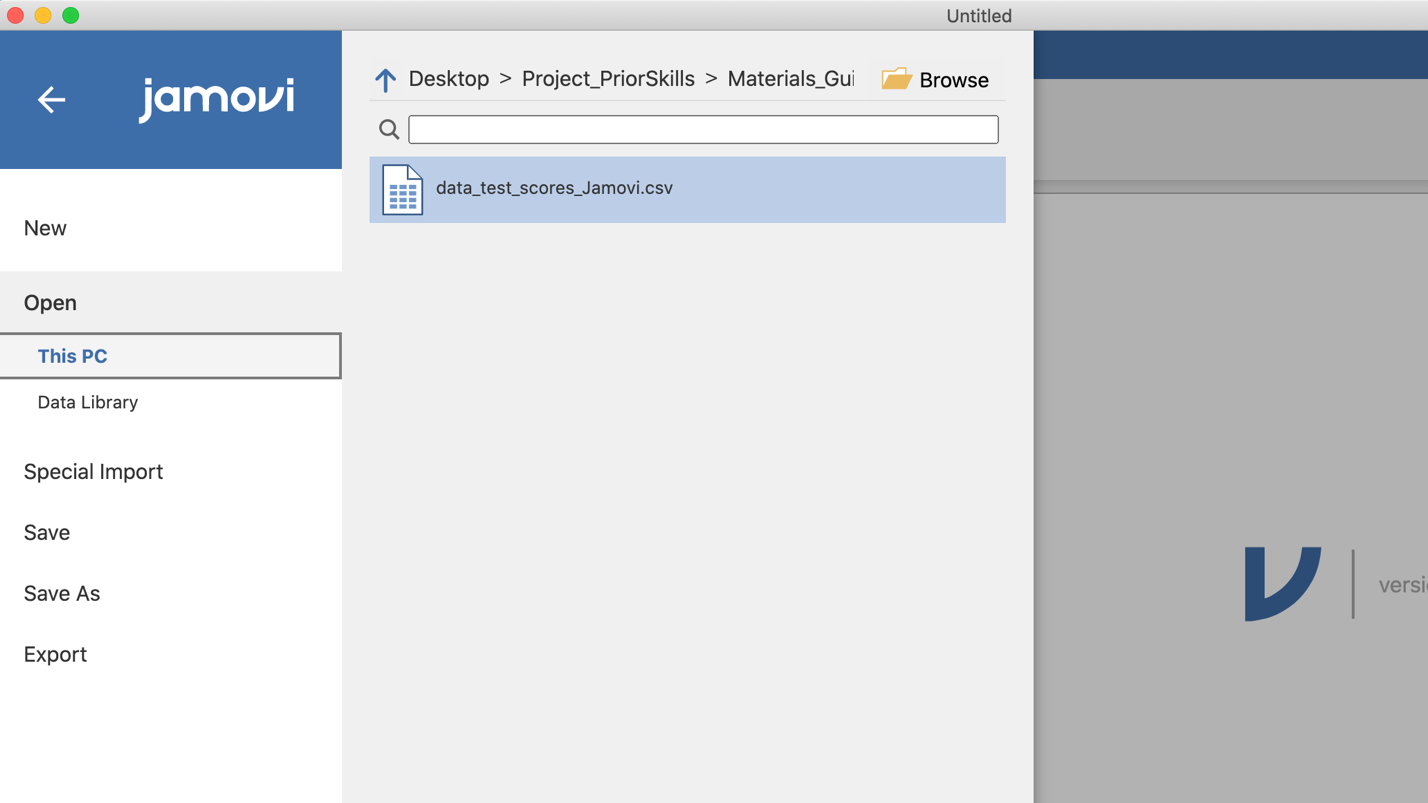 Untitled
jamovi
New
Open
This PC
Data Library
Special Import
Save
Save As
Export
Desktop > Project_PriorSkills > Materials_Gui
Browse
data_test_scores_Jamovi.csv
versi